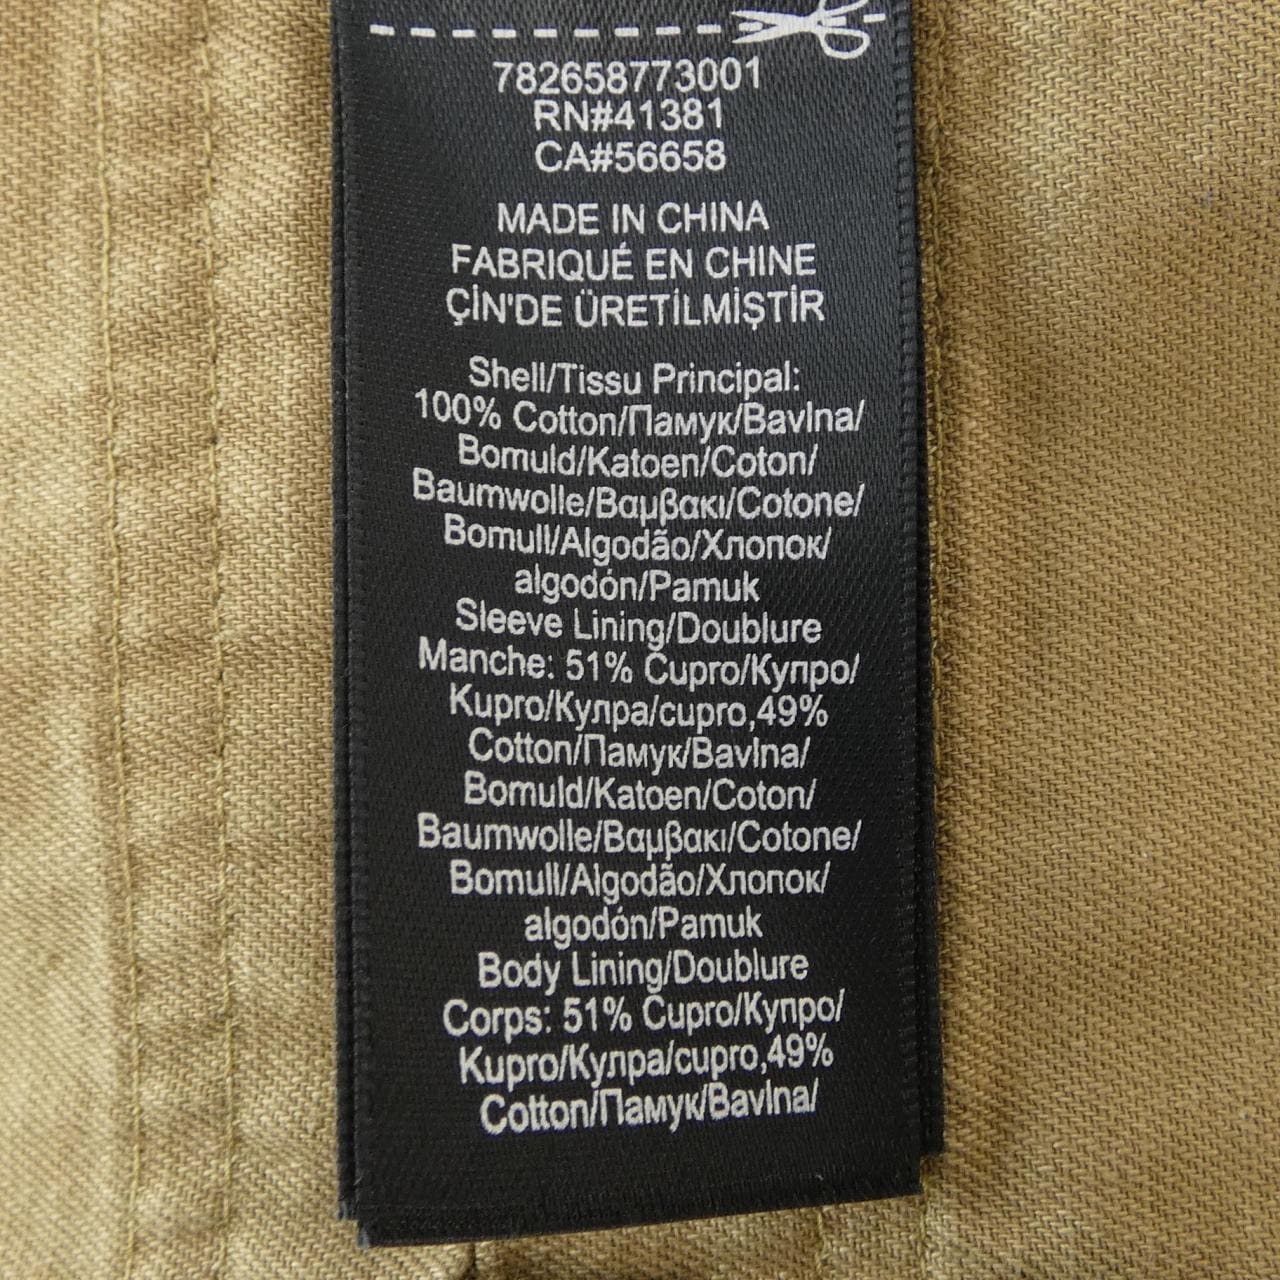 782658773001
RN#41381
CA#56658
MADE IN CHINA
FABRIQUÉ EN CHINE
ÇİN'DE ÜRETİLMİŞTİR
Shell/Tissu Principal:
100% Cotton/Памук/Bavlna/
Bomuld/Katoen/Coton/
Baumwolle/Βαμβακι/Cotone/
Bomull/Algodão/Хлопок/
algodón/Pamuk
Sleeve Lining/Doublure
Manche: 51% Cupro/Купро/
Kupro/Купра/cupro,49%
Cotton/Памук/Bavlna/
Bomuld/Katoen/Coton/
Baumwolle/Βαμβακι/Cotone/
Bomull/Algodão/Хлопок/
algodón/Pamuk
Body Lining/Doublure
Corps: 51% Cupro/Купро/
Kupro/Купра/cupro,49%
Cotton/Памук/Bavlna/